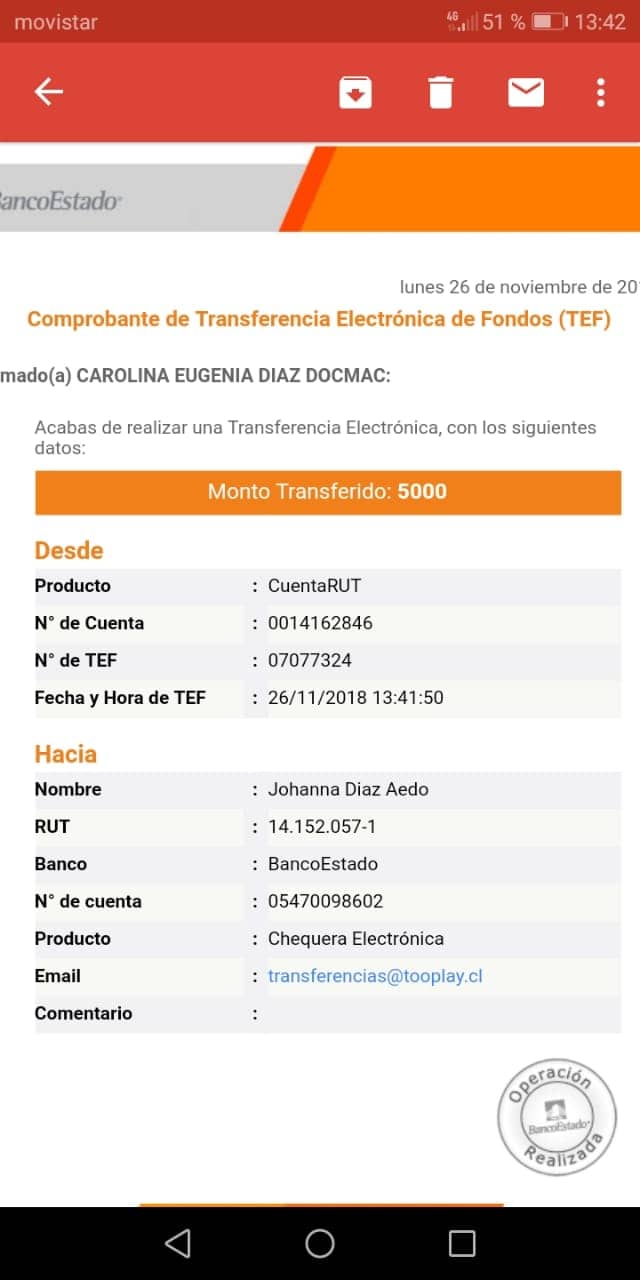 movistar
4G
51 %
13:42
BancoEstado
lunes 26 de noviembre de 20
Comprobante de Transferencia Electrónica de Fondos (TEF)
mado(a) CAROLINA EUGENIA DIAZ DOCMAC:
Acabas de realizar una Transferencia Electrónica, con los siguientes
datos:
Monto Transferido: 5000
Desde
Producto : CuentaRUT
N° de Cuenta : 0014162846
N° de TEF : 07077324
Fecha y Hora de TEF : 26/11/2018 13:41:50
Hacia
Nombre : Johanna Diaz Aedo
RUT : 14.152.057-1
Banco : BancoEstado
N° de cuenta : 05470098602
Producto : Chequera Electrónica
Email : transferencias@tooplay.cl
Comentario :
Operación
BancoEstado
Realizada